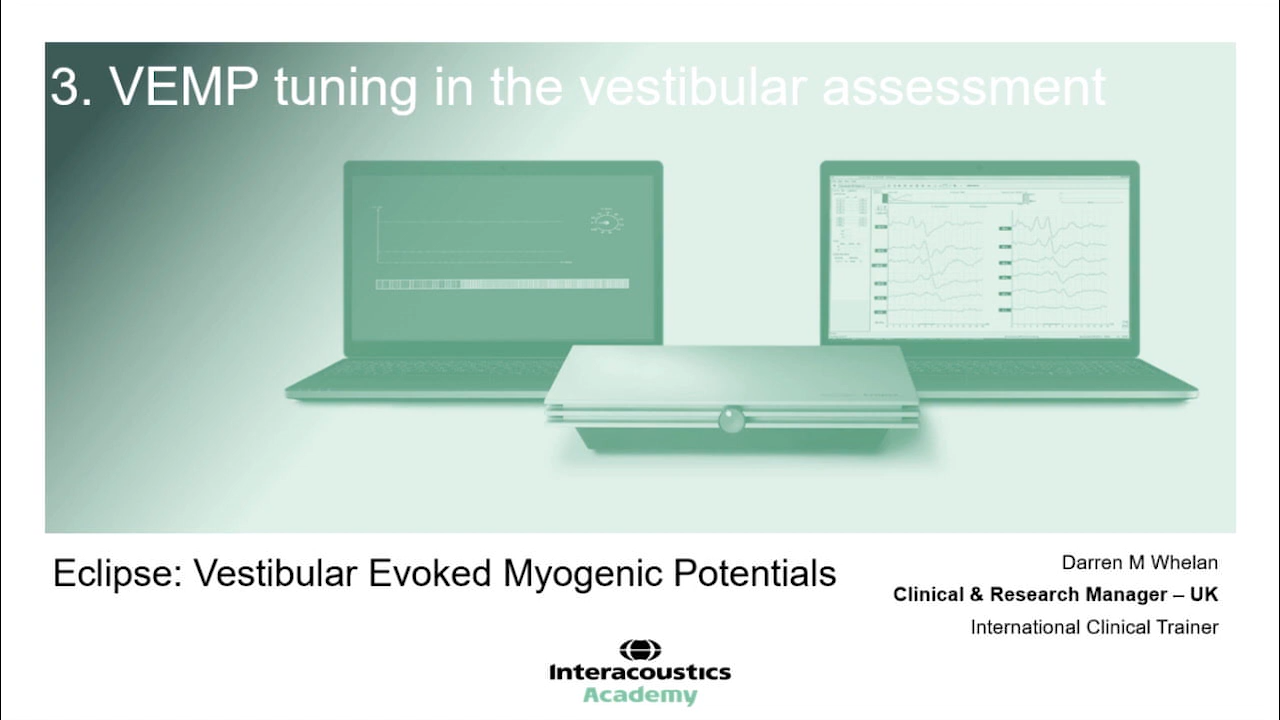 3. VEMP tuning in the vestibular assessment
Eclipse: Vestibular Evoked Myogenic Potentials
Darren M Whelan
Clinical & Research Manager – UK
International Clinical Trainer
Interacoustics
Academy